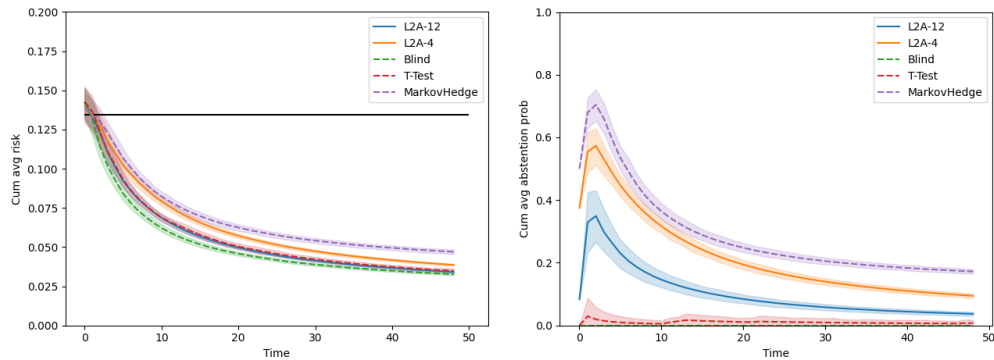 0.200
0.175
0.150
0.125
0.100
0.075
0.050
0.025
0.000
Cum avg risk
0 10 20 30 40 50
Time
L2A-12
L2A-4
Blind
T-Test
MarkovHedge
1.0
0.8
0.6
0.4
0.2
0.0
Cum avg abstention prob
0 10 20 30 40 50
Time
L2A-12
L2A-4
Blind
T-Test
MarkovHedge